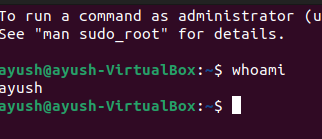 To run a command as administrator (u
See "man sudo_root" for details.
ayush@ayush-VirtualBox:~$ whoami
ayush
ayush@ayush-VirtualBox:~$